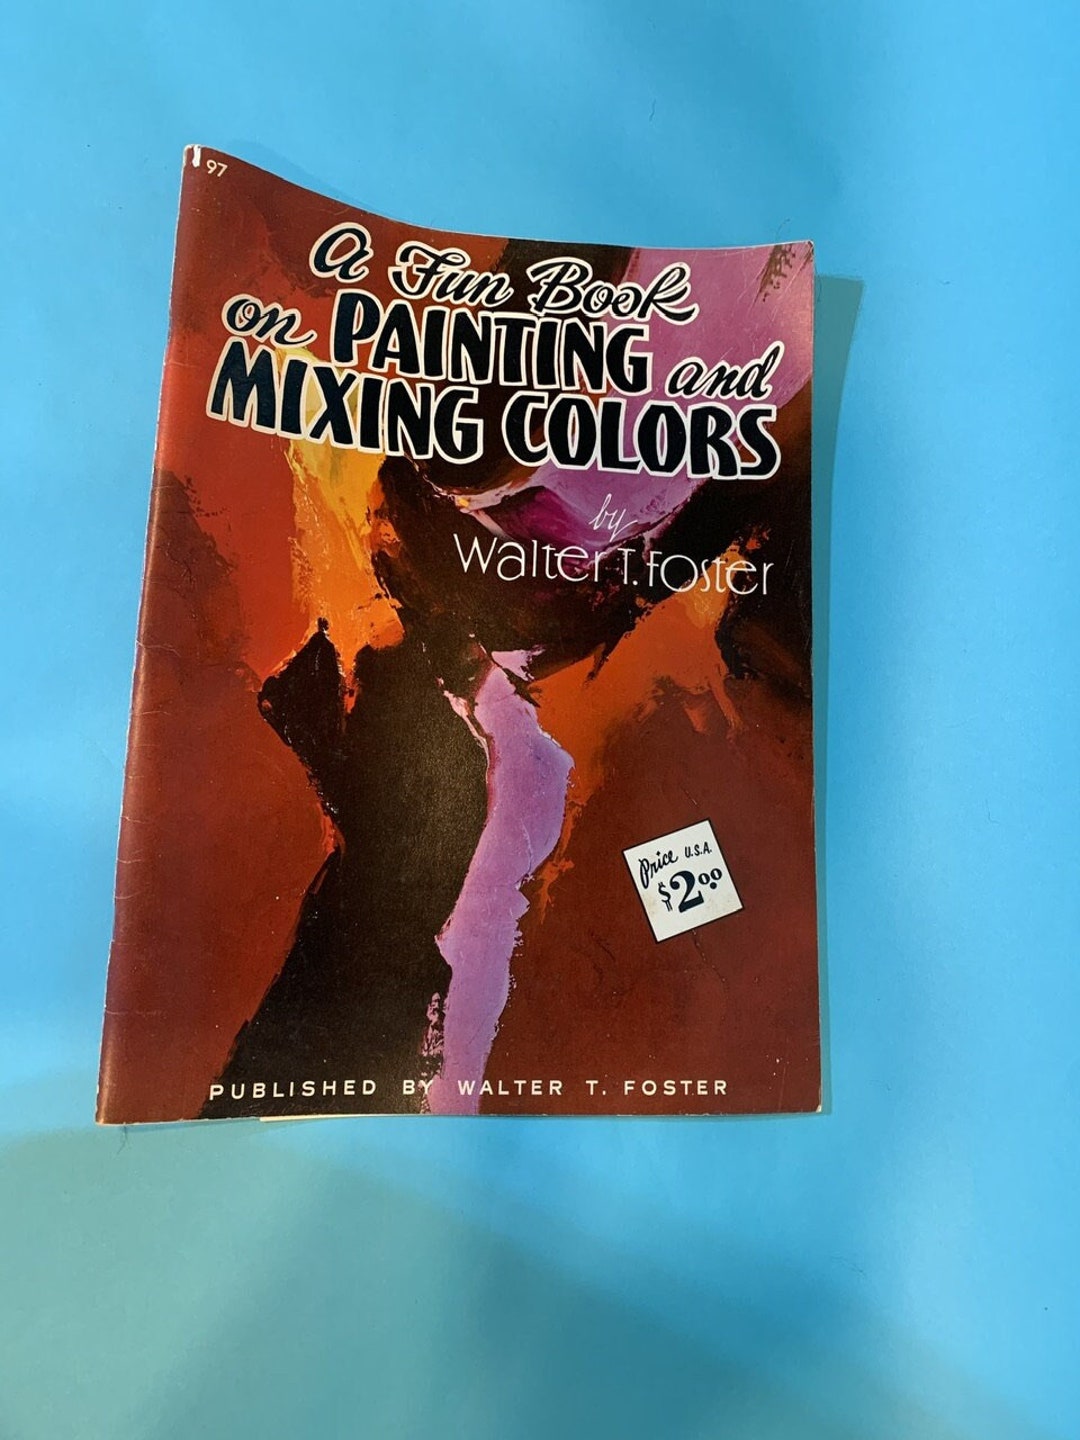 97
A Fun Book
on PAINTING and
MIXING COLORS
by
Walter T. Foster
Price U.S.A.
$2.00
PUBLISHED BY WALTER T. FOSTER